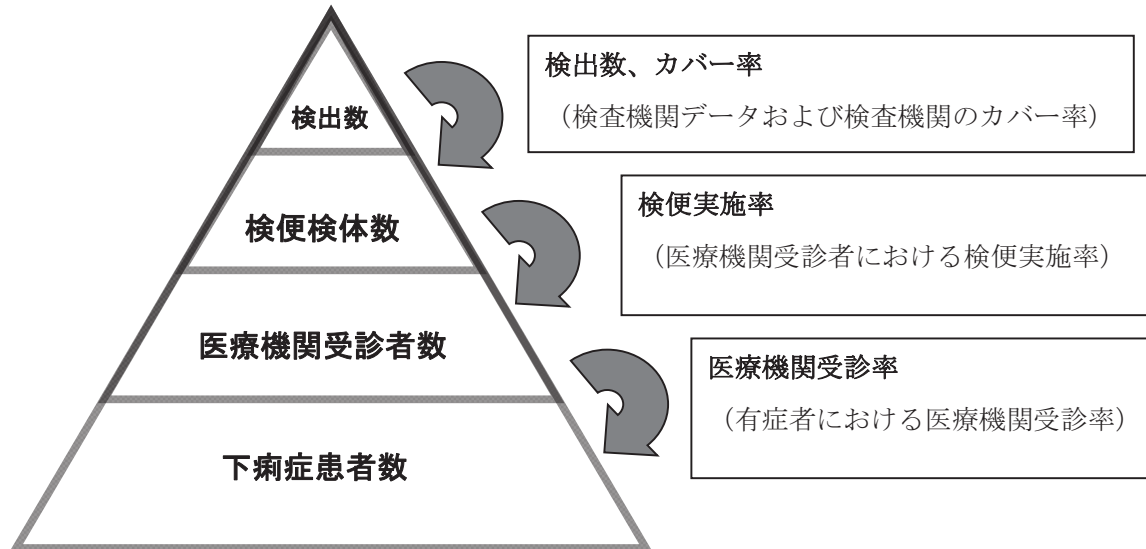 検出数
検便検体数
医療機関受診者数
下痢症患者数
検出数、カバー率
（検査機関データおよび検査機関のカバー率）
検便実施率
（医療機関受診者における検便実施率）
医療機関受診率
（有症者における医療機関受診率）